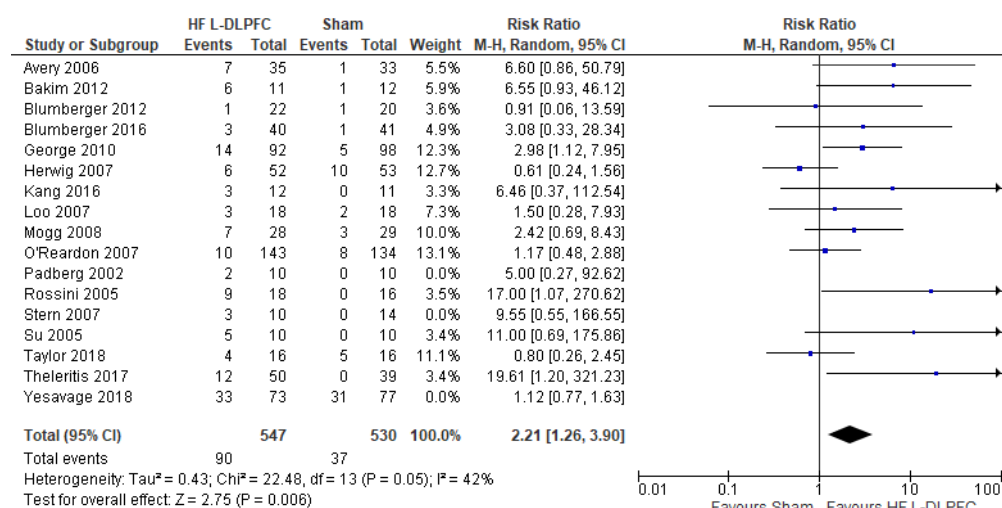 HF L-DLPFC Sham Risk Ratio Risk Ratio
Study or Subgroup Events Total Events Total Weight M-H, Random, 95% CI M-H, Random, 95% CI
Avery 2006 7 35 1 33 5.5% 6.60 [0.86, 50.79]
Bakim 2012 6 11 1 12 5.9% 6.55 [0.93, 46.12]
Blumberger 2012 1 22 1 20 3.6% 0.91 [0.06, 13.59]
Blumberger 2016 3 40 1 41 4.9% 3.08 [0.33, 28.34]
George 2010 14 92 5 98 12.3% 2.98 [1.12, 7.95]
Herwig 2007 6 52 10 53 12.7% 0.61 [0.24, 1.56]
Kang 2016 3 12 0 11 3.3% 6.46 [0.37, 112.54]
Loo 2007 3 18 2 18 7.3% 1.50 [0.28, 7.93]
Mogg 2008 7 28 3 29 10.0% 2.42 [0.69, 8.43]
O'Reardon 2007 10 143 8 134 13.1% 1.17 [0.48, 2.88]
Padberg 2002 2 10 0 10 0.0% 5.00 [0.27, 92.62]
Rossini 2005 9 18 0 16 3.5% 17.00 [1.07, 270.62]
Stern 2007 3 10 0 14 0.0% 9.55 [0.55, 166.55]
Su 2005 5 10 0 10 3.5% 11.00 [0.69, 175.86]
Taylor 2018 4 16 5 16 11.1% 0.80 [0.26, 2.45]
Theleritis 2017 12 50 0 39 3.4% 19.61 [1.20, 321.23]
Yesavage 2018 33 73 31 77 0.0% 1.12 [0.77, 1.63]
Total (95% CI) 547 530 100.0% 2.21 [1.26, 3.90]
Total events 90 37
Heterogeneity: Tau² = 0.43; Chi² = 22.48, df = 13 (P = 0.05); I² = 42%
Test for overall effect: Z = 2.75 (P = 0.006)
0.01 0.1 1 10 100
Favours Sham Favours HF L-DLPFC